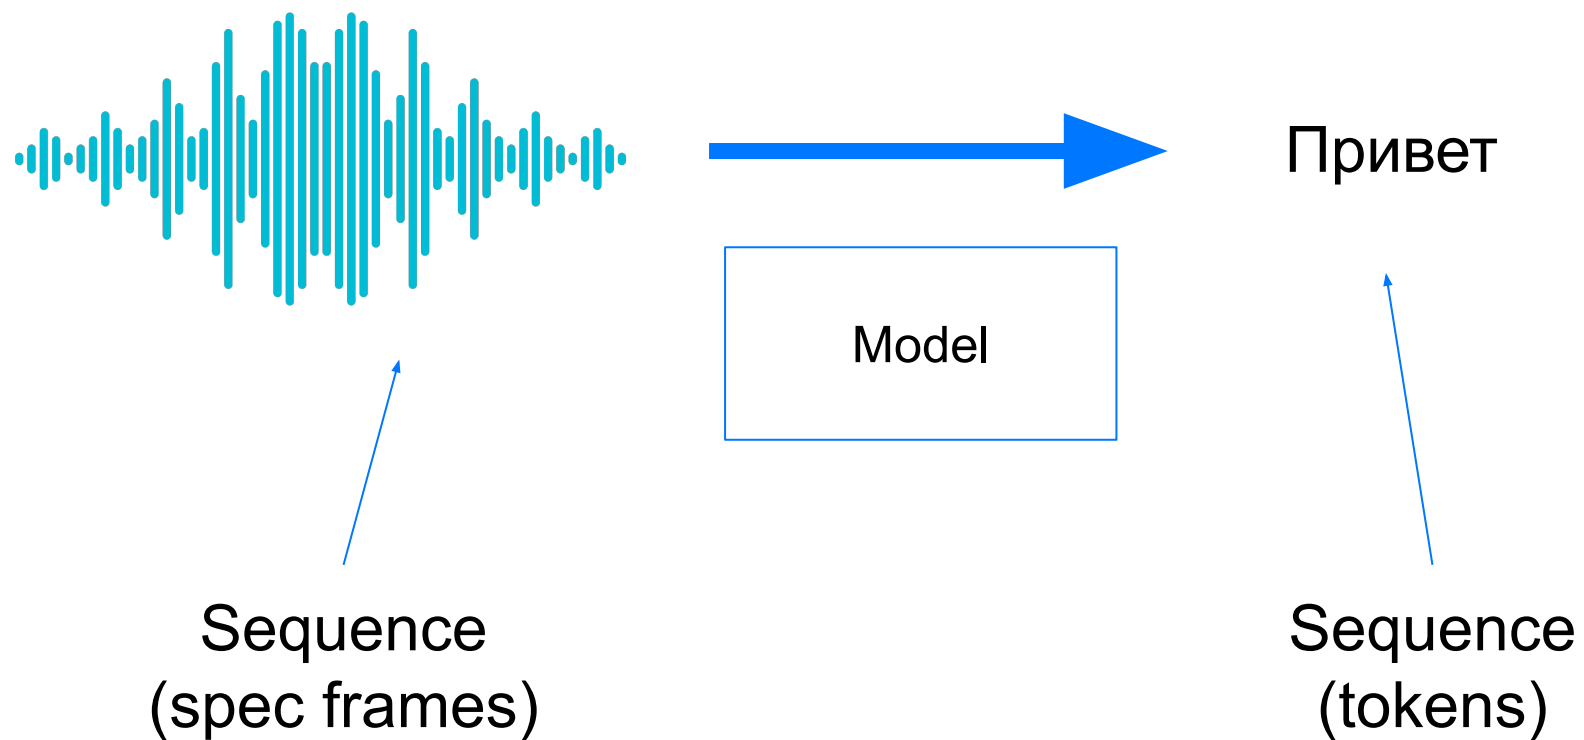 Привет
Model
Sequence
(spec frames)
Sequence
(tokens)